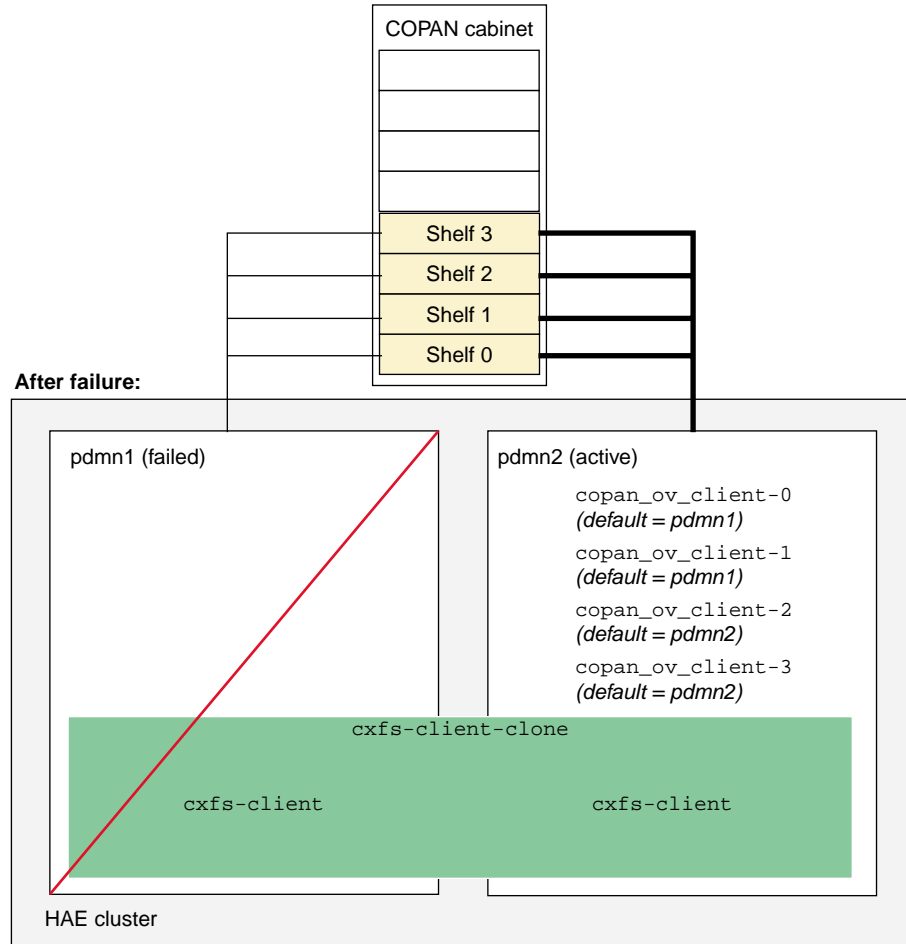 COPAN cabinet
Shelf 3
Shelf 2
Shelf 1
Shelf 0
After failure:
pdmn1 (failed)
pdmn2 (active)
copan_ov_client-0
(default = pdmn1)
copan_ov_client-1
(default = pdmn1)
copan_ov_client-2
(default = pdmn2)
copan_ov_client-3
(default = pdmn2)
cxfs-client-clone
cxfs-client
cxfs-client
HAE cluster